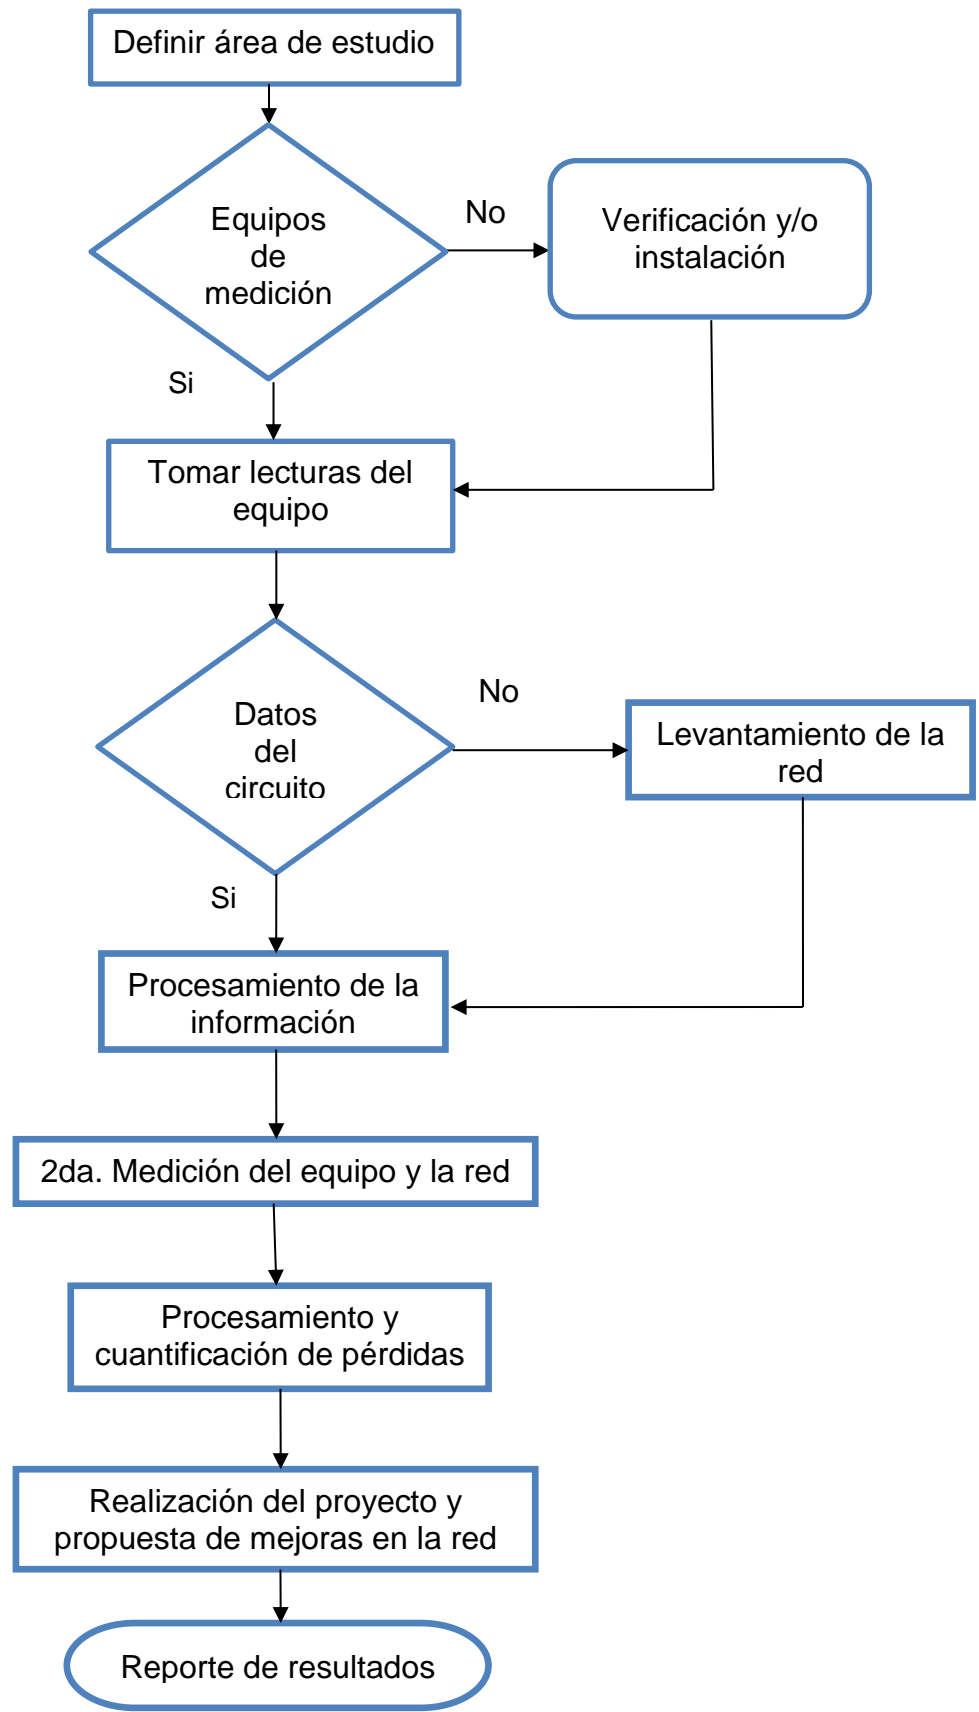 Definir área de estudio
Equipos
de
medición
No
Verificación y/o
instalación
Si
Tomar lecturas del
equipo
Datos
del
circuito
No
Levantamiento de la
red
Si
Procesamiento de la
información
2da. Medición del equipo y la red
Procesamiento y
cuantificación de pérdidas
Realización del proyecto y
propuesta de mejoras en la red
Reporte de resultados